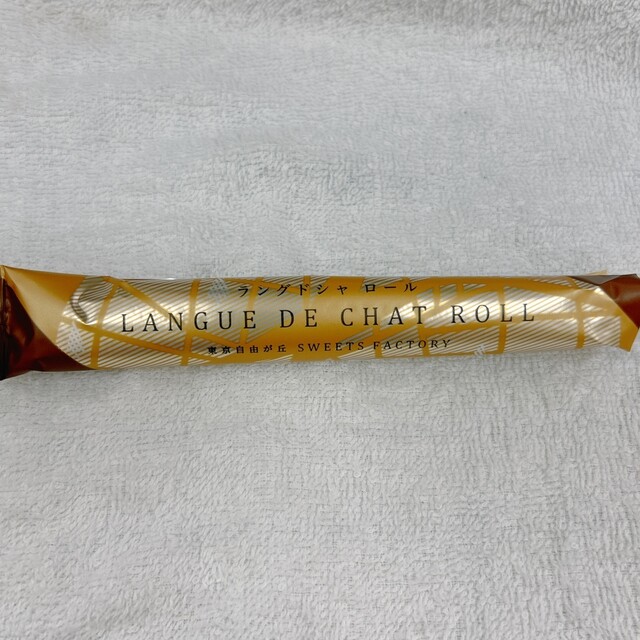 ラングドシャ ロール
LANGUE DE CHAT ROLL
東京自由が丘 SWEETS FACTORY